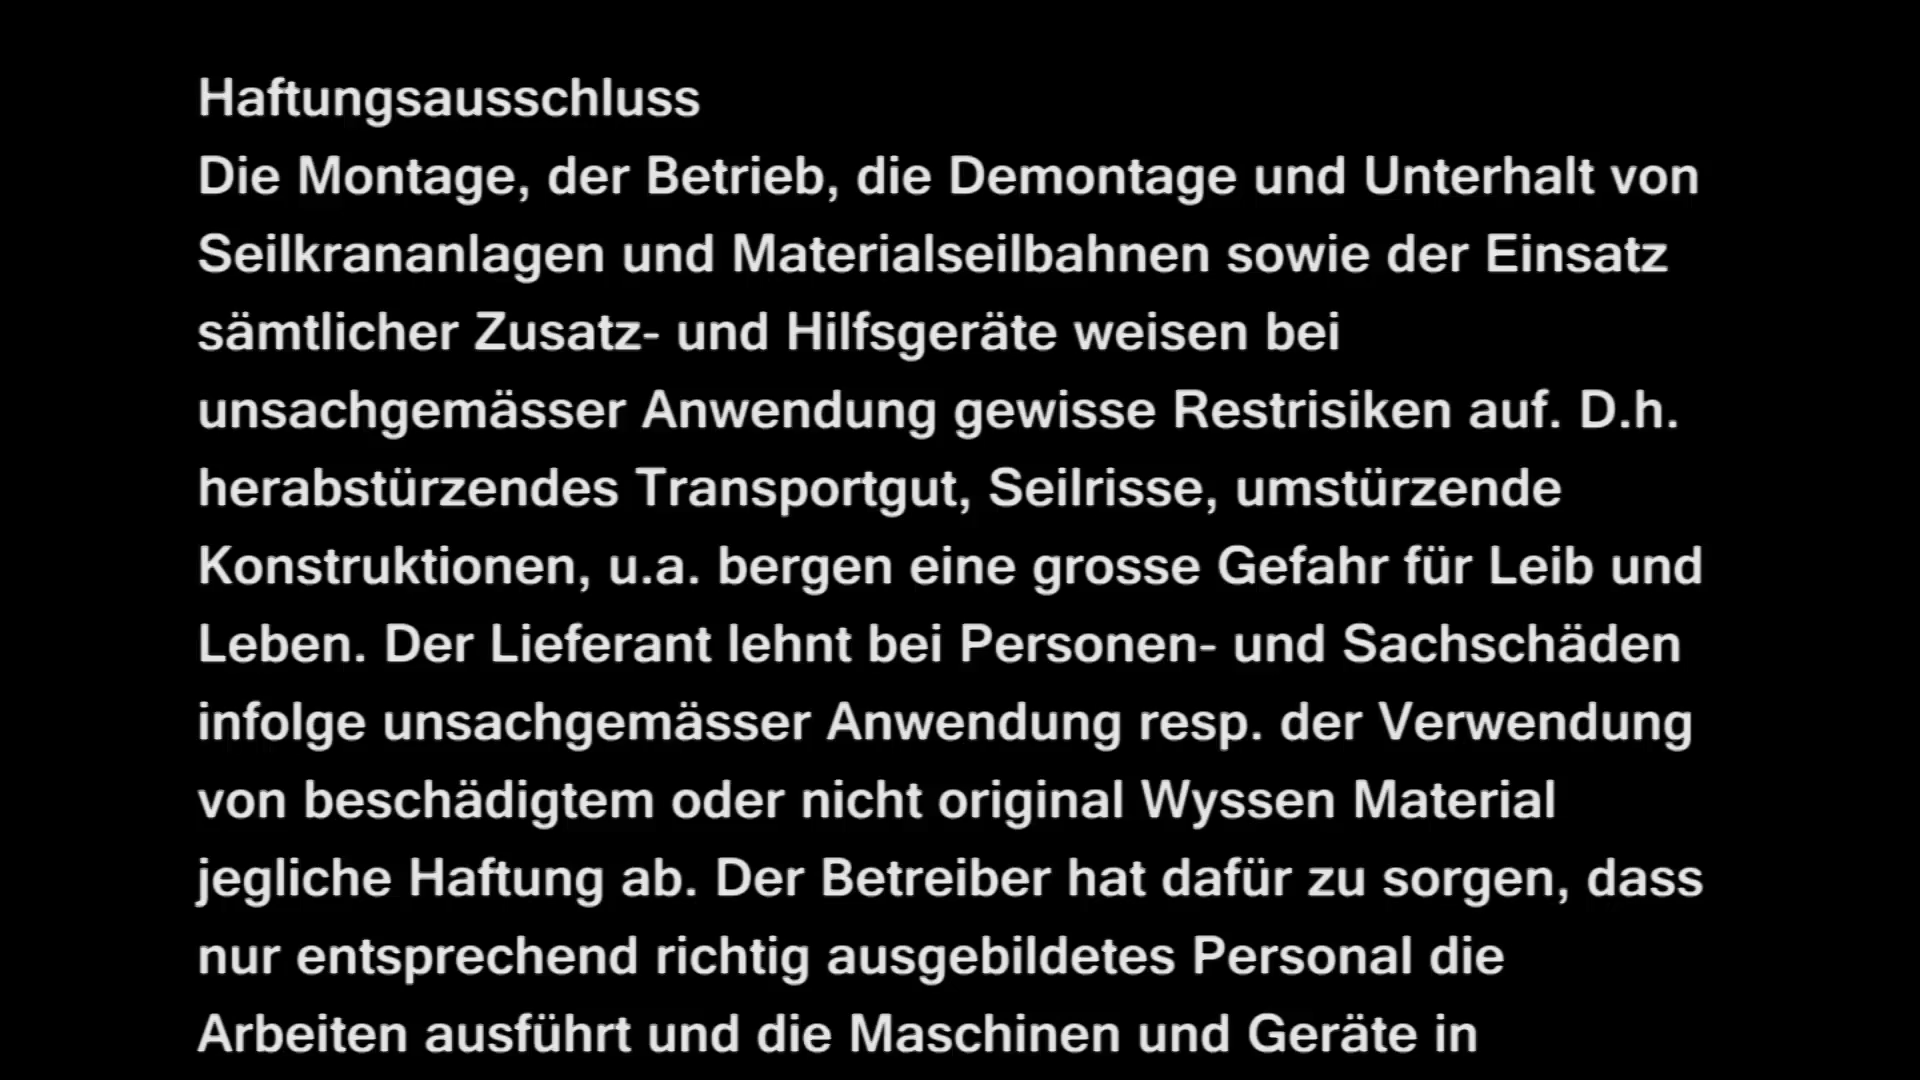 Haftungsausschluss
Die Montage, der Betrieb, die Demontage und Unterhalt von
Seilkrananlagen und Materialseilbahnen sowie der Einsatz
sämtlicher Zusatz- und Hilfsgeräte weisen bei
unsachgemässer Anwendung gewisse Restrisiken auf. D.h.
herabstürzendes Transportgut, Seilrisse, umstürzende
Konstruktionen, u.a. bergen eine grosse Gefahr für Leib und
Leben. Der Lieferant lehnt bei Personen- und Sachschäden
infolge unsachgemässer Anwendung resp. der Verwendung
von beschädigtem oder nicht original Wyssen Material
jegliche Haftung ab. Der Betreiber hat dafür zu sorgen, dass
nur entsprechend richtig ausgebildetes Personal die
Arbeiten ausführt und die Maschinen und Geräte in